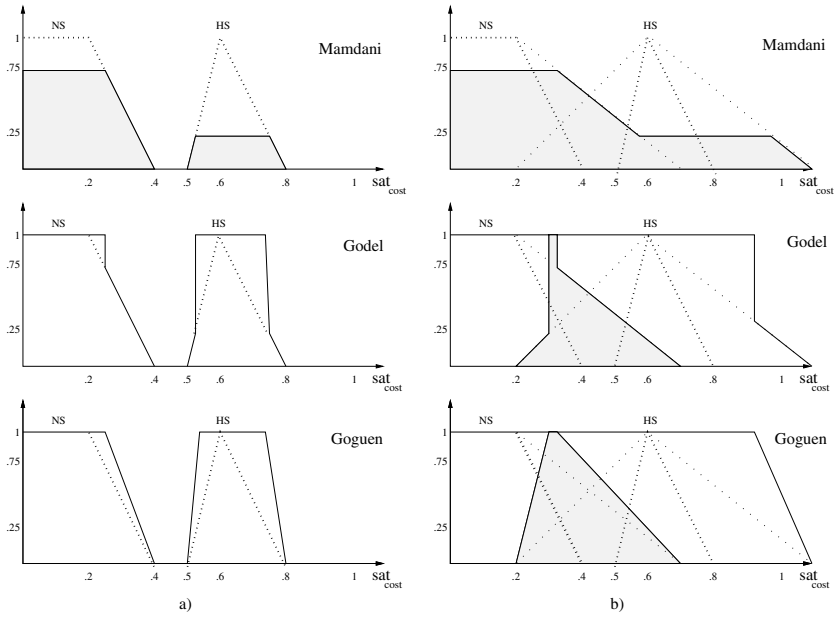 NS
HS
Mamdani
1
.75
.25
.2
.4
.5
.6
.8
1
sat cost
NS
HS
Godel
1
.75
.25
.2
.4
.5
.6
.8
1
sat cost
NS
HS
Goguen
1
.75
.25
.2
.4
.5
.6
.8
1
sat cost
a)
NS
HS
Mamdani
1
.75
.25
.2
.4
.5
.6
.8
1
sat cost
NS
HS
Godel
1
.75
.25
.2
.4
.5
.6
.8
1
sat cost
NS
HS
Goguen
1
.75
.25
.2
.4
.5
.6
.8
1
sat cost
b)